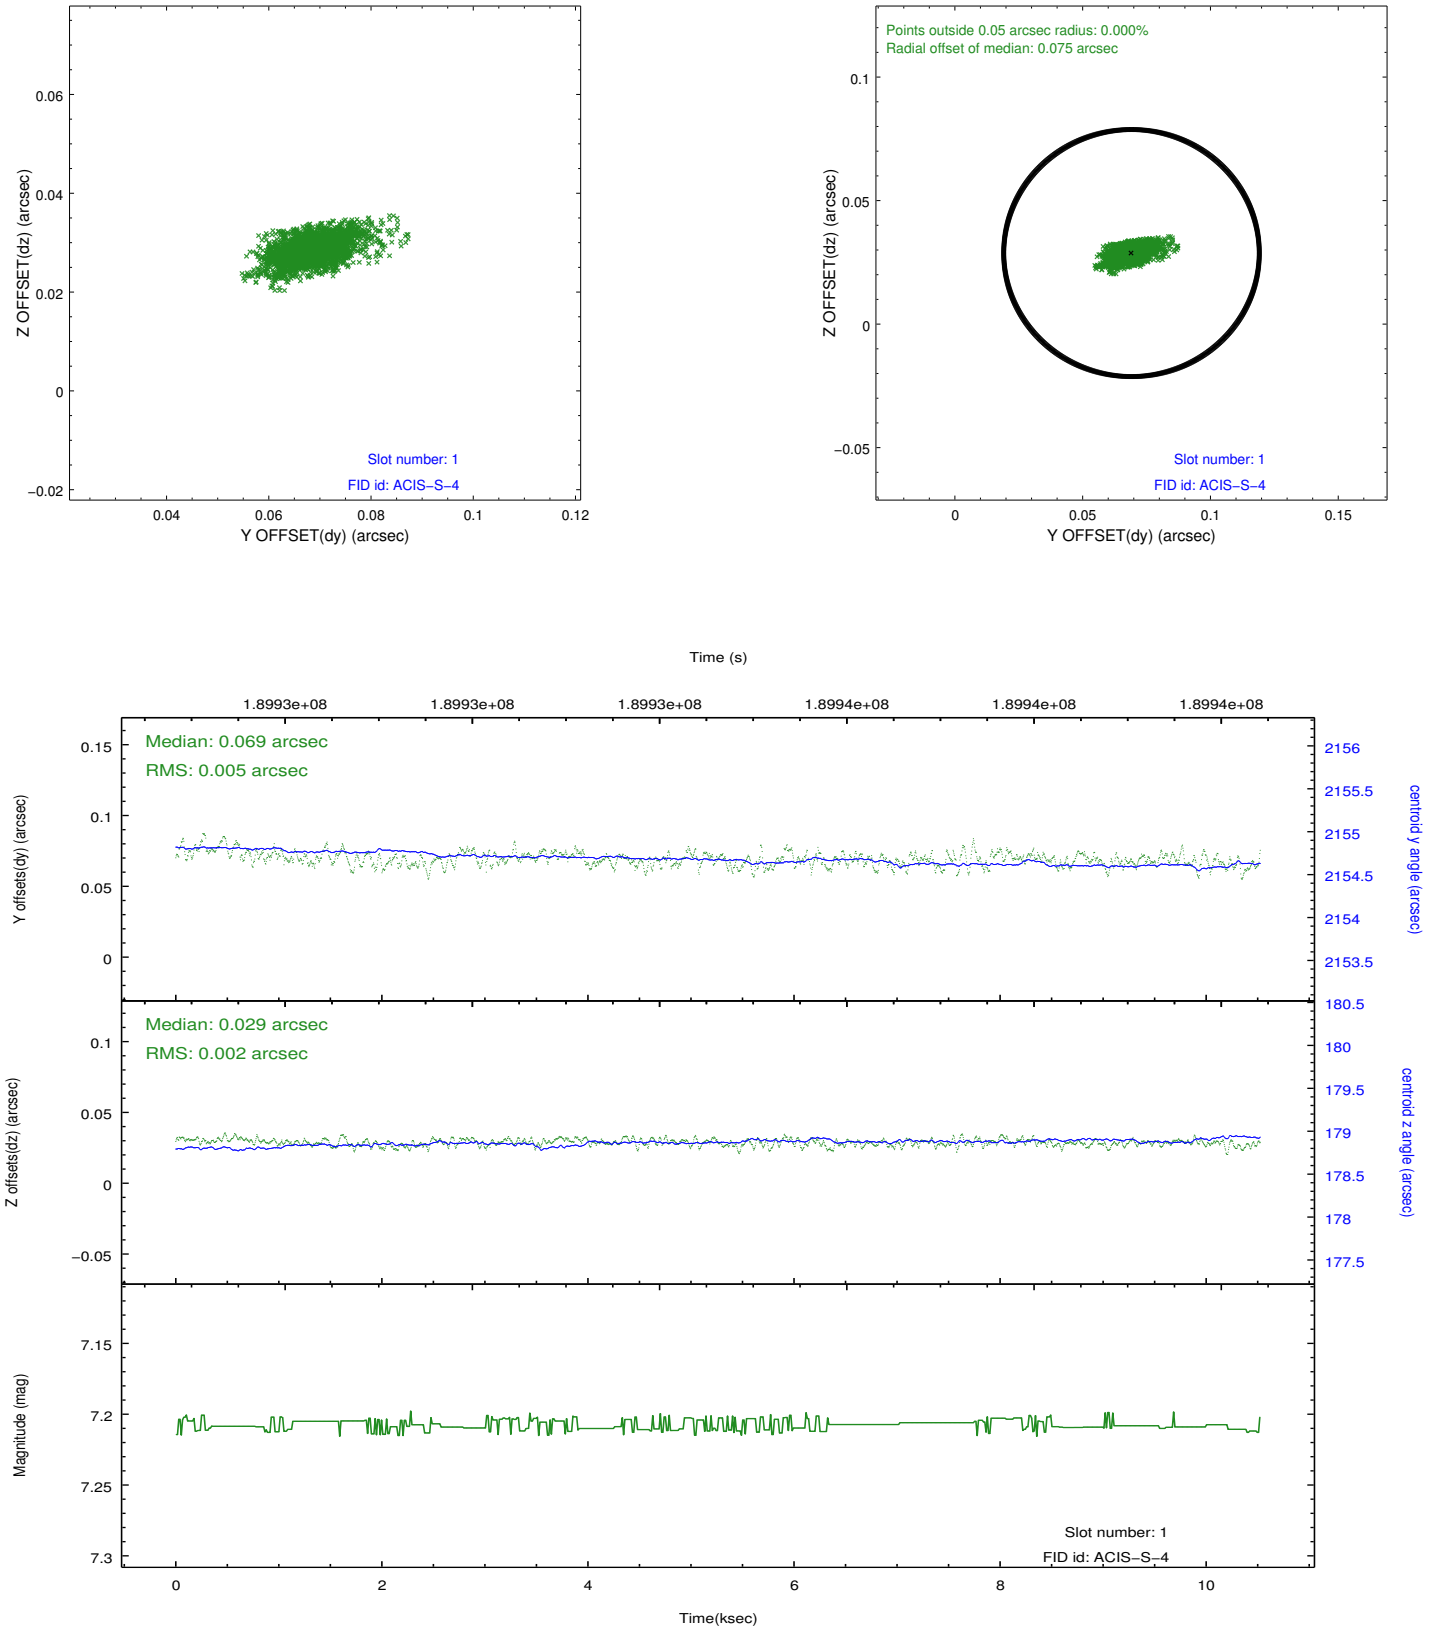 0.06
0.04
0.02
0
−0.02
Z OFFSET(dz) (arcsec)
Slot number: 1
FID id: ACIS−S−4
0.04
0.06
0.08
0.1
0.12
Y OFFSET(dy) (arcsec)
Points outside 0.05 arcsec radius: 0.000%
Radial offset of median: 0.075 arcsec
0.1
0.05
0
−0.05
Z OFFSET(dz) (arcsec)
Slot number: 1
FID id: ACIS−S−4
0
0.05
0.1
0.15
Y OFFSET(dy) (arcsec)
Time (s)
1.8993e+08
1.8993e+08
1.8993e+08
1.8994e+08
1.8994e+08
1.8994e+08
Median: 0.069 arcsec
RMS: 0.005 arcsec
0.15
0.1
0.05
0
Y offsets(dy) (arcsec)
2156
2155.5
2155
2154.5
2154
2153.5
centroid y angle (arcsec)
Median: 0.029 arcsec
RMS: 0.002 arcsec
0.1
0.05
0
−0.05
Z offsets(dz) (arcsec)
180.5
180
179.5
179
178.5
178
177.5
centroid z angle (arcsec)
7.15
7.2
7.25
7.3
Magnitude (mag)
Slot number: 1
FID id: ACIS−S−4
0
2
4
6
8
10
Time(ksec)